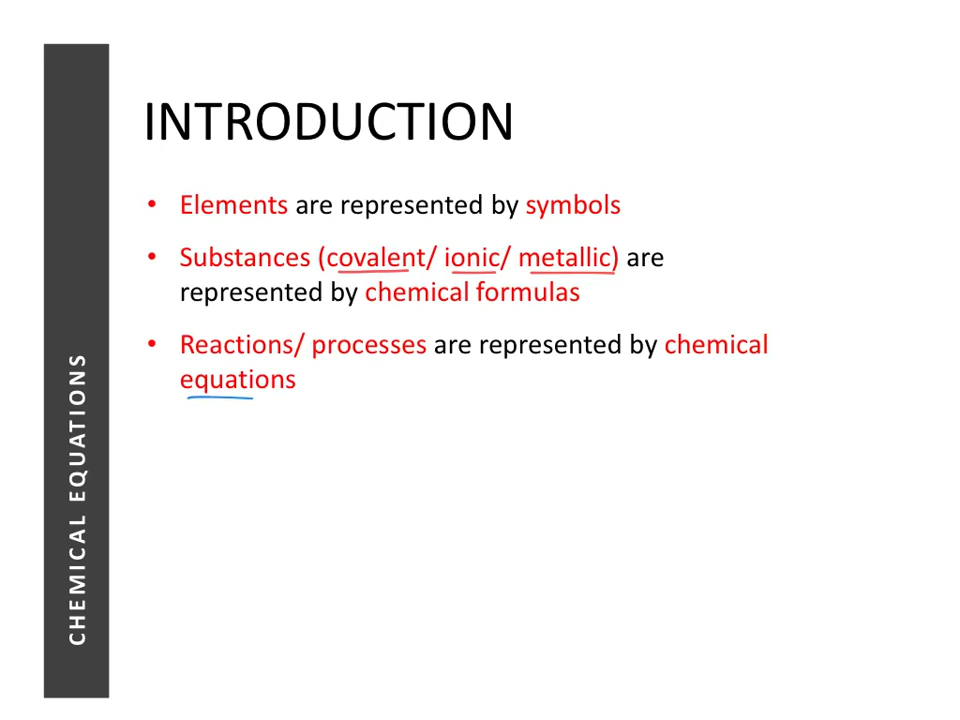 CHEMICAL EQUATIONS
INTRODUCTION
• Elements are represented by symbols
• Substances (covalent/ ionic/ metallic) are
represented by chemical formulas
• Reactions/ processes are represented by chemical
equations